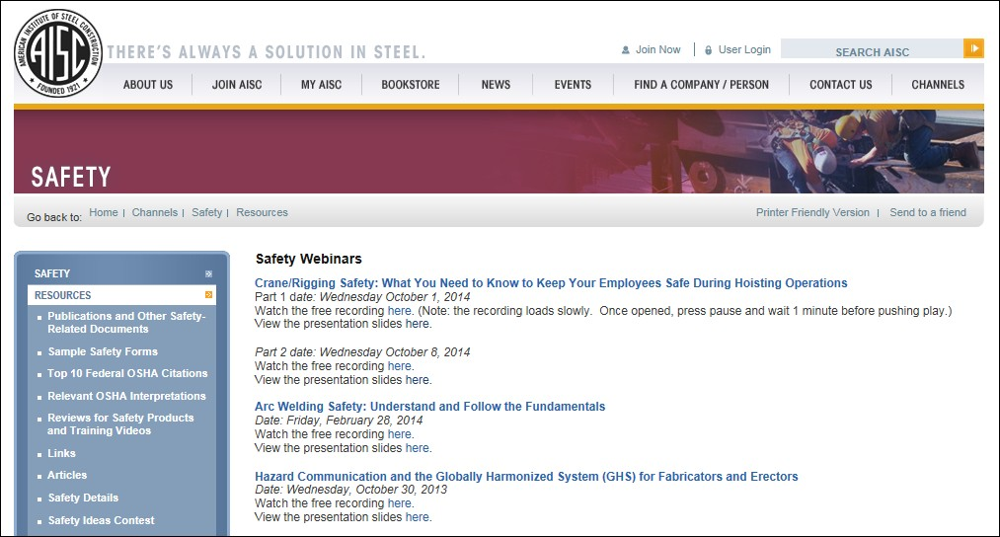 AMERICAN INSTITUTE OF STEEL CONSTRUCTION
AISC
FOUNDED 1921
THERE'S ALWAYS A SOLUTION IN STEEL.
Join Now | User Login
SEARCH AISC
ABOUT US JOIN AISC MY AISC BOOKSTORE NEWS EVENTS FIND A COMPANY / PERSON CONTACT US CHANNELS
SAFETY
Go back to: Home | Channels | Safety | Resources
Printer Friendly Version | Send to a friend
SAFETY
RESOURCES
Publications and Other Safety-
Related Documents
Sample Safety Forms
Top 10 Federal OSHA Citations
Relevant OSHA Interpretations
Reviews for Safety Products
and Training Videos
Links
Articles
Safety Details
Safety Ideas Contest
Safety Webinars
Crane/Rigging Safety: What You Need to Know to Keep Your Employees Safe During Hoisting Operations
Part 1 date: Wednesday October 1, 2014
Watch the free recording here. (Note: the recording loads slowly. Once opened, press pause and wait 1 minute before pushing play.)
View the presentation slides here.
Part 2 date: Wednesday October 8, 2014
Watch the free recording here.
View the presentation slides here.
Arc Welding Safety: Understand and Follow the Fundamentals
Date: Friday, February 28, 2014
Watch the free recording here.
View the presentation slides here.
Hazard Communication and the Globally Harmonized System (GHS) for Fabricators and Erectors
Date: Wednesday, October 30, 2013
Watch the free recording here.
View the presentation slides here.